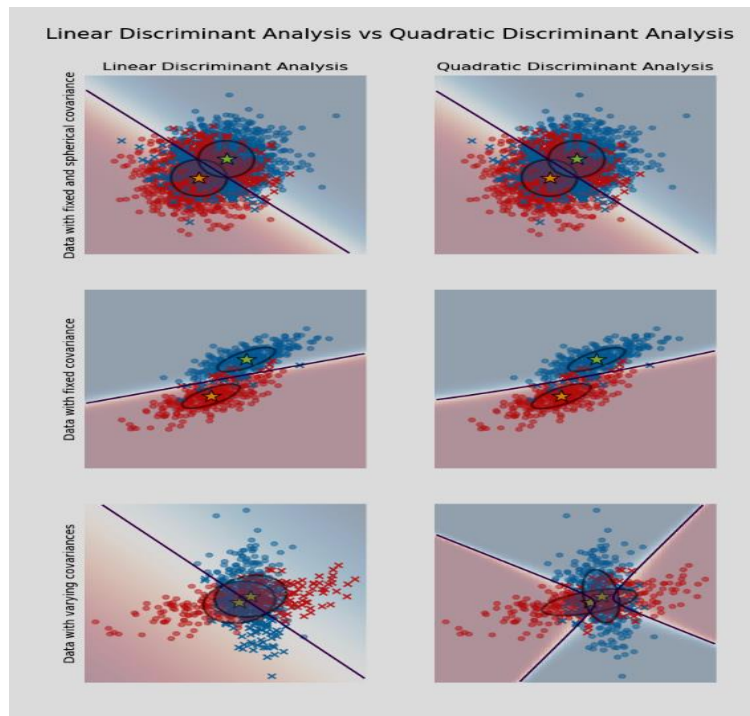 Linear Discriminant Analysis vs Quadratic Discriminant Analysis
Linear Discriminant Analysis
Quadratic Discriminant Analysis
Data with fixed and spherical covariance
Data with fixed covariance
Data with varying covariances